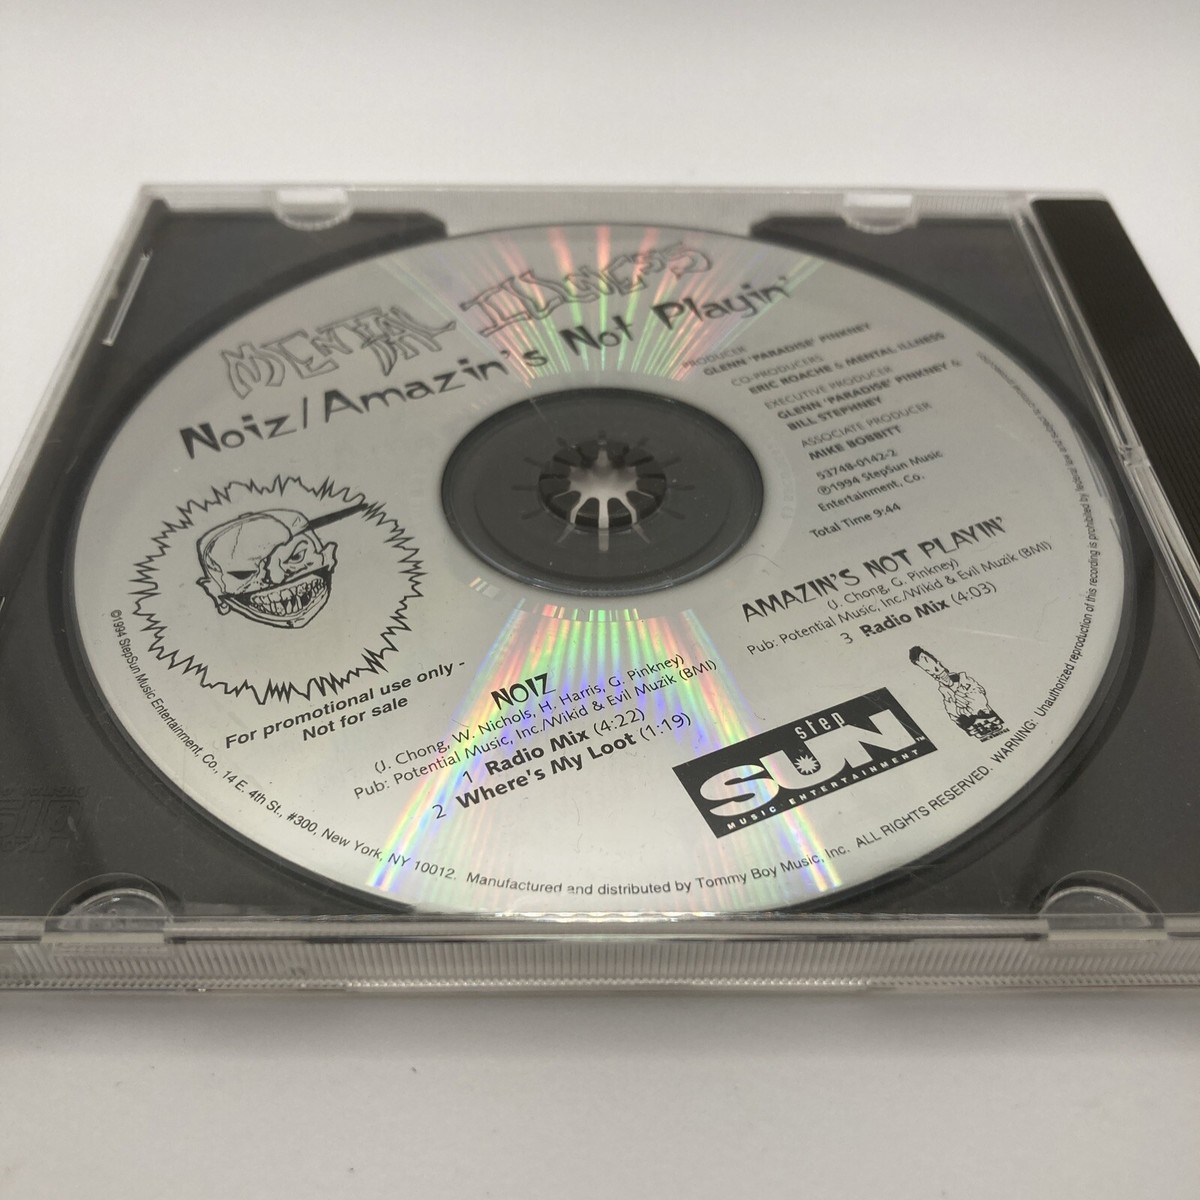 MENTAL ILLNESS
Noiz/Amazin's Not Playin'
PRODUCER
GLENN 'PARADISE' PINKNEY
CO-PRODUCERS
ERIC ROACHE & MENTAL ILLNESS
EXECUTIVE PRODUCER
GLENN 'PARADISE' PINKNEY &
BILL STEPHNEY
ASSOCIATE PRODUCER
MIKE BOBBITT
53748-0142-2
℗1994 StepSun Music
Entertainment, Co.
Total Time 9:44
AMAZIN'S NOT PLAYIN'
(J. Chong, G. Pinkney)
Pub: Potential Music, Inc./Wikid & Evil Muzik (BMI)
3 Radio Mix (4:03)
For promotional use only -
Not for sale
NOIZ
(J. Chong, W. Nichols, H. Harris, G. Pinkney)
Pub: Potential Music, Inc./Wikid & Evil Muzik (BMI)
1 Radio Mix (4:22)
2 Where's My Loot (1:19)
step
SUN
MUSIC ENTERTAINMENT™
©1994 StepSun Music Entertainment, Co., 14 E. 4th St., #300, New York, NY 10012. Manufactured and distributed by Tommy Boy Music, Inc. ALL RIGHTS RESERVED. WARNING: Unauthorized reproduction of this recording is prohibited by federal law and subject to criminal